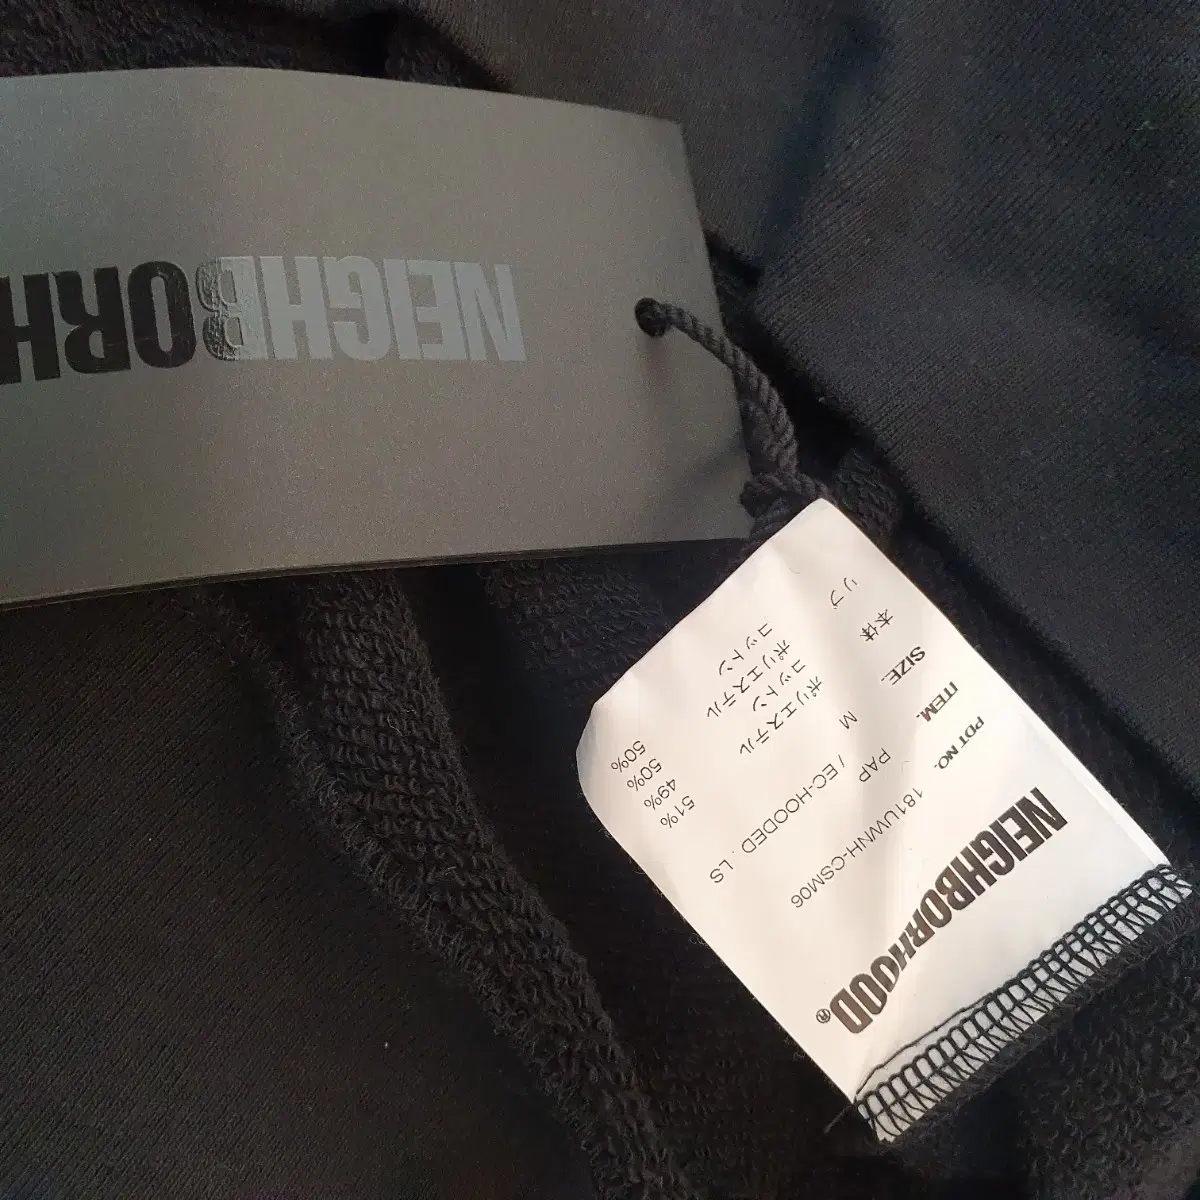 NEIGHBORH
NEIGHBORHOOD®
PDT NO. 181UWNH-CSM06
ITEM. PAP / EC-HOODED . LS
SIZE. M
本体 ポリエステル 51%
コットン 49%
リブ ポリエステル 50%
コットン 50%